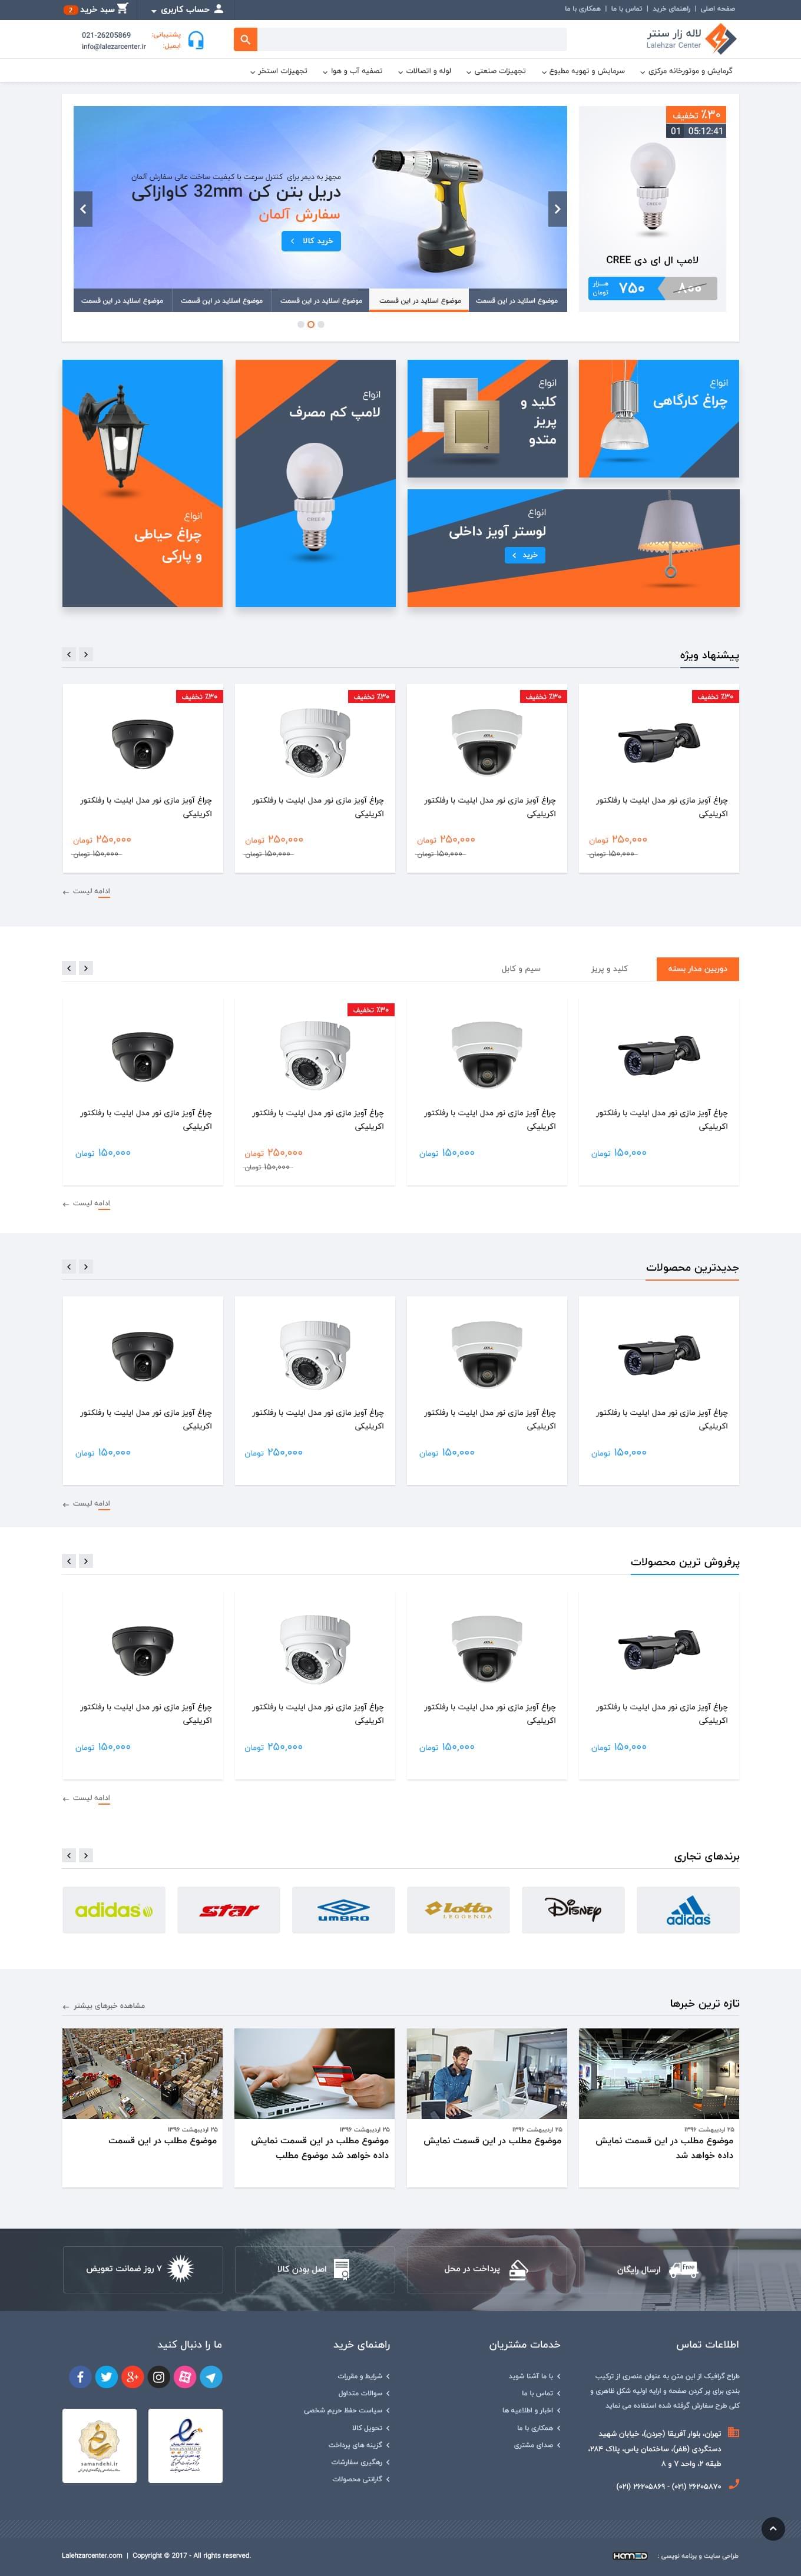 صفحه اصلی | راهنمای خرید | تماس با ما | همکاری با ما
حساب کاربری
سبد خرید 2
لاله زار سنتر
Lalehzar Center
پشتیبانی: 021-26205869
ایمیل: info@lalezarcenter.ir
گرمایش و موتورخانه مرکزی
سرمایش و تهویه مطبوع
تجهیزات صنعتی
لوله و اتصالات
تصفیه آب و هوا
تجهیزات استخر
٪۳۰ تخفیف
01 05:12:41
لامپ ال ای دی CREE
۸۰۰
۷۵۰ هـــزار تومان
مجهز به دیمر برای کنترل سرعت با کیفیت ساخت عالی سفارش آلمان
دریل بتن کن 32mm کاوازاکی
سفارش آلمان
خرید کالا
موضوع اسلاید در این قسمت
موضوع اسلاید در این قسمت
موضوع اسلاید در این قسمت
موضوع اسلاید در این قسمت
موضوع اسلاید در این قسمت
انواع
چراغ کارگاهی
انواع
کلید و
پریز
متدو
انواع
لامپ کم مصرف
انواع
چراغ حیاطی
و پارکی
انواع
لوستر آویز داخلی
خرید
پیشنهاد ویژه
٪۳۰ تخفیف
٪۳۰ تخفیف
٪۳۰ تخفیف
٪۳۰ تخفیف
چراغ آویز مازی نور مدل ایلیت با رفلکتور
اکریلیکی
۲۵۰,۰۰۰ تومان
۱۵۰,۰۰۰ تومان
چراغ آویز مازی نور مدل ایلیت با رفلکتور
اکریلیکی
۲۵۰,۰۰۰ تومان
۱۵۰,۰۰۰ تومان
چراغ آویز مازی نور مدل ایلیت با رفلکتور
اکریلیکی
۲۵۰,۰۰۰ تومان
۱۵۰,۰۰۰ تومان
چراغ آویز مازی نور مدل ایلیت با رفلکتور
اکریلیکی
۲۵۰,۰۰۰ تومان
۱۵۰,۰۰۰ تومان
ادامه لیست
دوربین مدار بسته
کلید و پریز
سیم و کابل
٪۳۰ تخفیف
چراغ آویز مازی نور مدل ایلیت با رفلکتور
اکریلیکی
۱۵۰,۰۰۰ تومان
چراغ آویز مازی نور مدل ایلیت با رفلکتور
اکریلیکی
۱۵۰,۰۰۰ تومان
چراغ آویز مازی نور مدل ایلیت با رفلکتور
اکریلیکی
۲۵۰,۰۰۰ تومان
۱۵۰,۰۰۰ تومان
چراغ آویز مازی نور مدل ایلیت با رفلکتور
اکریلیکی
۱۵۰,۰۰۰ تومان
ادامه لیست
جدیدترین محصولات
چراغ آویز مازی نور مدل ایلیت با رفلکتور
اکریلیکی
۱۵۰,۰۰۰ تومان
چراغ آویز مازی نور مدل ایلیت با رفلکتور
اکریلیکی
۱۵۰,۰۰۰ تومان
چراغ آویز مازی نور مدل ایلیت با رفلکتور
اکریلیکی
۲۵۰,۰۰۰ تومان
چراغ آویز مازی نور مدل ایلیت با رفلکتور
اکریلیکی
۱۵۰,۰۰۰ تومان
ادامه لیست
پرفروش ترین محصولات
چراغ آویز مازی نور مدل ایلیت با رفلکتور
اکریلیکی
۱۵۰,۰۰۰ تومان
چراغ آویز مازی نور مدل ایلیت با رفلکتور
اکریلیکی
۱۵۰,۰۰۰ تومان
چراغ آویز مازی نور مدل ایلیت با رفلکتور
اکریلیکی
۲۵۰,۰۰۰ تومان
چراغ آویز مازی نور مدل ایلیت با رفلکتور
اکریلیکی
۱۵۰,۰۰۰ تومان
ادامه لیست
برندهای تجاری
adidas
Disney
Lotto
LEGGENDA
UMBRO
star
adidas
تازه ترین خبرها
مشاهده خبرهای بیشتر
۲۵ اردیبهشت ۱۳۹۶
موضوع مطلب در این قسمت نمایش
داده خواهد شد
۲۵ اردیبهشت ۱۳۹۶
موضوع مطلب در این قسمت نمایش
۲۵ اردیبهشت ۱۳۹۶
موضوع مطلب در این قسمت نمایش
داده خواهد شد موضوع مطلب
۲۵ اردیبهشت ۱۳۹۶
موضوع مطلب در این قسمت
Free
ارسال رایگان
پرداخت در محل
اصل بودن کالا
۷
۷ روز ضمانت تعویض
اطلاعات تماس
طراح گرافیک از این متن به عنوان عنصری از ترکیب
بندی برای پر کردن صفحه و ارایه اولیه شکل ظاهری و
کلی طرح سفارش گرفته شده استفاده می نماید
تهران، بلوار آفریقا (جردن)، خیابان شهید
دستگردی (ظفر)، ساختمان یاس، پلاک ۲۸۴،
طبقه ۲، واحد ۷ و ۸
۲۶۲۰۵۸۷۰ (۰۲۱) - ۲۶۲۰۵۸۶۹ (۰۲۱)
خدمات مشتریان
با ما آشنا شوید
تماس با ما
اخبار و اطلاعیه ها
همکاری با ما
صدای مشتری
راهنمای خرید
شرایط و مقررات
سوالات متداول
سیاست حفظ حریم شخصی
تحویل کالا
گزینه های پرداخت
رهگیری سفارشات
گارانتی محصولات
ما را دنبال کنید
samandehi.ir
طراحی سایت و برنامه نویسی : HAMED
Lalehzarcenter.com | Copyright © 2017 - All rights reserved.